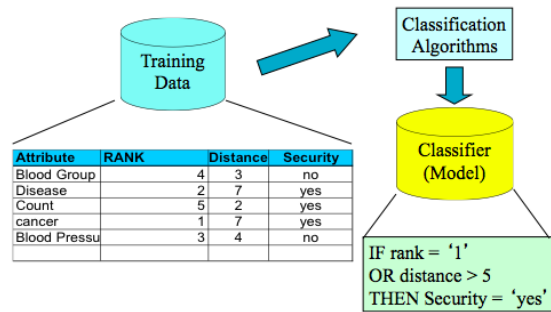 Training
Data
Classification
Algorithms
Attribute RANK Distance Security
Blood Group 4 3 no
Disease 2 7 yes
Count 5 2 yes
cancer 1 7 yes
Blood Pressu 3 4 no
Classifier
(Model)
IF rank = ‘1’
OR distance > 5
THEN Security = ‘yes’